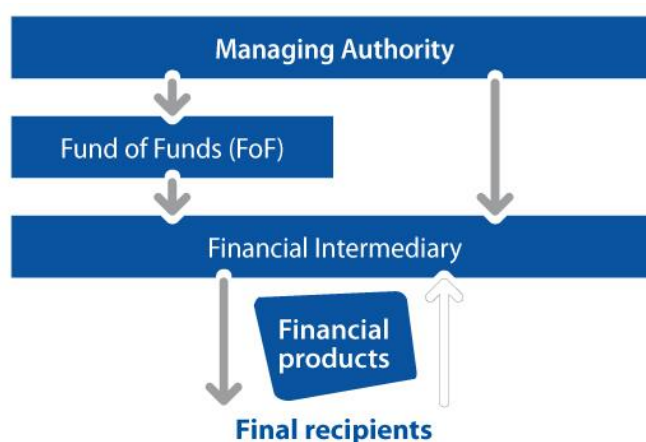 Managing Authority
Fund of Funds (FoF)
Financial Intermediary
Financial
products
Final recipients